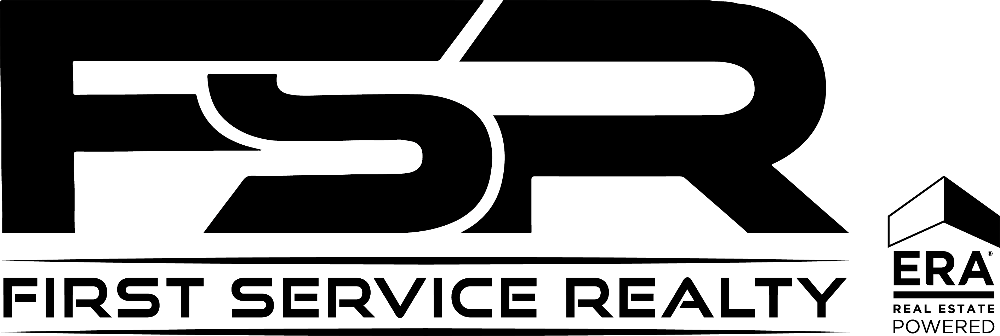 FSR
FIRST SERVICE REALTY
ERA®
REAL ESTATE
POWERED